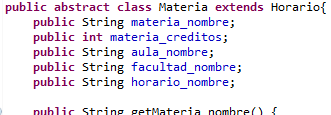 public abstract class Materia extends Horario{
public String materia_nombre;
public int materia_creditos;
public String aula_nombre;
public String facultad_nombre;
public String horario_nombre;
public String getMateria_nombre() {